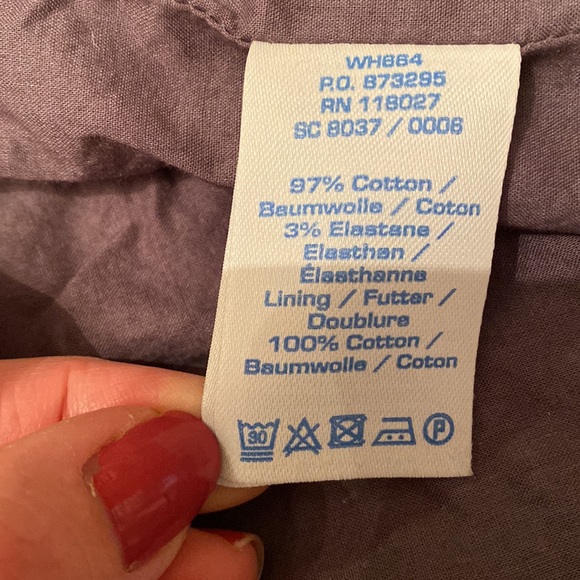 WH664
P.O. 873295
RN 118027
SC 8037 / 0006
97% Cotton /
Baumwolle / Coton
3% Elastane /
Elasthan /
Élasthanne
Lining / Futter /
Doublure
100% Cotton /
Baumwolle / Coton
30 P